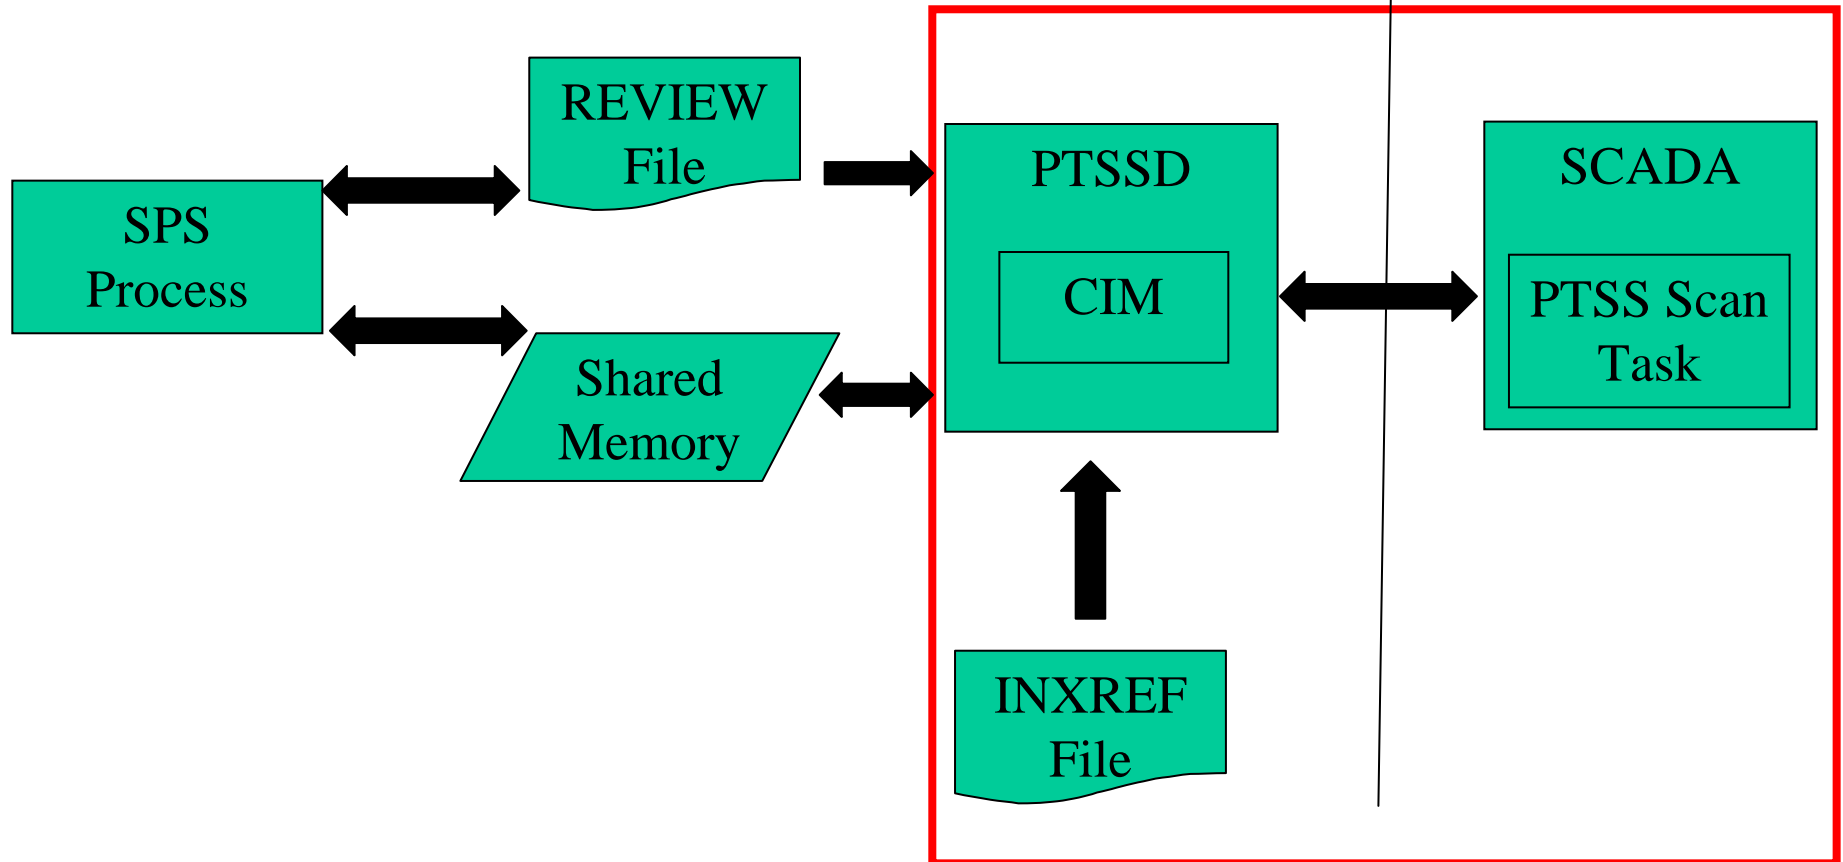 SPS
Process
REVIEW
File
Shared
Memory
PTSSD
CIM
INXREF
File
SCADA
PTSS Scan
Task